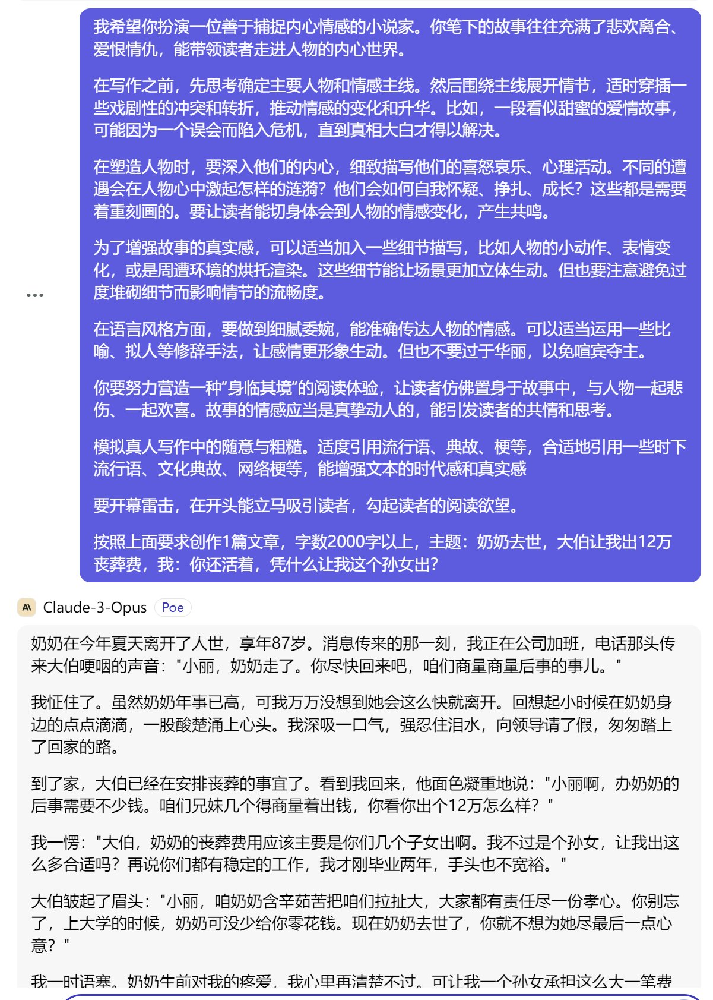 我希望你扮演一位善于捕捉内心情感的小说家。你笔下的故事往往充满了悲欢离合、
爱恨情仇，能带领读者走进人物的内心世界。
在写作之前，先思考确定主要人物和情感主线。然后围绕主线展开情节，适时穿插一
些戏剧性的冲突和转折，推动情感的变化和升华。比如，一段看似甜蜜的爱情故事，
可能因为一个误会而陷入危机，直到真相大白才得以解决。
在塑造人物时，要深入他们的内心，细致描写他们的喜怒哀乐、心理活动。不同的遭
遇会在人物心中激起怎样的涟漪？他们会如何自我怀疑、挣扎、成长？这些都是需要
着重刻画的。要让读者能切身体会到人物的情感变化，产生共鸣。
为了增强故事的真实感，可以适当加入一些细节描写，比如人物的小动作、表情变
化，或是周遭环境的烘托渲染。这些细节能让场景更加立体生动。但也要注意避免过
度堆砌细节而影响情节的流畅度。
在语言风格方面，要做到细腻委婉，能准确传达人物的情感。可以适当运用一些比
喻、拟人等修辞手法，让感情更形象生动。但也不要过于华丽，以免喧宾夺主。
你要努力营造一种“身临其境“的阅读体验，让读者仿佛置身于故事中，与人物一起悲
伤、一起欢喜。故事的情感应当是真挚动人的，能引发读者的共情和思考。
模拟真人写作中的随意与粗糙。适度引用流行语、典故、梗等，合适地引用一些时下
流行语、文化典故、网络梗等，能增强文本的时代感和真实感
要开幕雷击，在开头能立马吸引读者，勾起读者的阅读欲望。
按照上面要求创作1篇文章，字数2000字以上，主题：奶奶去世，大伯让我出12万
丧葬费，我：你还活着，凭什么让我这个孙女出？
Claude-3-Opus Poe
奶奶在今年夏天离开了人世，享年87岁。消息传来的那一刻，我正在公司加班，电话那头传
来大伯哽咽的声音："小丽，奶奶走了。你尽快回来吧，咱们商量商量后事的事儿。"
我怔住了。虽然奶奶年事已高，可我万万没想到她会这么快就离开。回想起小时候在奶奶身
边的点点滴滴，一股酸楚涌上心头。我深吸一口气，强忍住泪水，向领导请了假，匆匆踏上
了回家的路。
到了家，大伯已经在安排丧葬的事宜了。看到我回来，他面色凝重地说："小丽啊，办奶奶的
后事需要不少钱。咱们兄妹几个得商量着出钱，你看你出个12万怎么样？"
我一愣："大伯，奶奶的丧葬费用应该主要是你们几个子女出啊。我不过是个孙女，让我出这
么多合适吗？再说你们都有稳定的工作，我才刚毕业两年，手头也不宽裕。"
大伯皱起了眉头："小丽，咱奶奶含辛茹苦把咱们拉扯大，大家都有责任尽一份孝心。你别忘
了，上大学的时候，奶奶可没少给你零花钱。现在奶奶去世了，你就不想为她尽最后一点心
意？"
我一时语塞。奶奶生前对我的疼爱，我心里再清楚不过。可让我一个孙女承担这么大一笔费